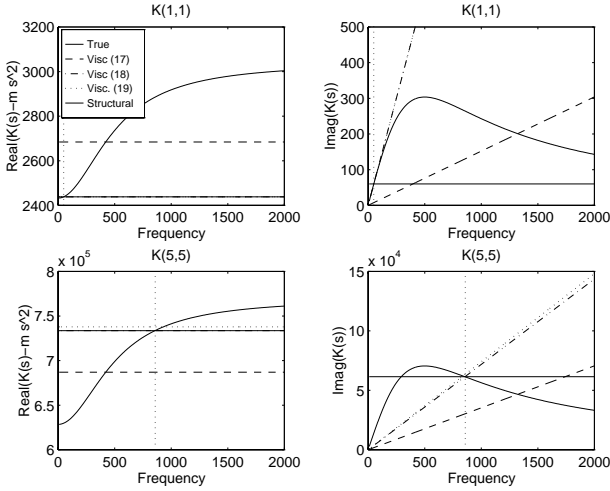 K(1,1)
3200
3000
2800
2600
2400
Real(K(s)−m s^2)
True
Visc (17)
Visc (18)
Visc. (19)
Structural
0
500
1000
1500
2000
Frequency
K(1,1)
500
400
300
200
100
0
Imag(K(s))
0
500
1000
1500
2000
Frequency
K(5,5)
x 10^5
8
7.5
7
6.5
6
Real(K(s)−m s^2)
0
500
1000
1500
2000
Frequency
K(5,5)
x 10^4
15
10
5
0
Imag(K(s))
0
500
1000
1500
2000
Frequency